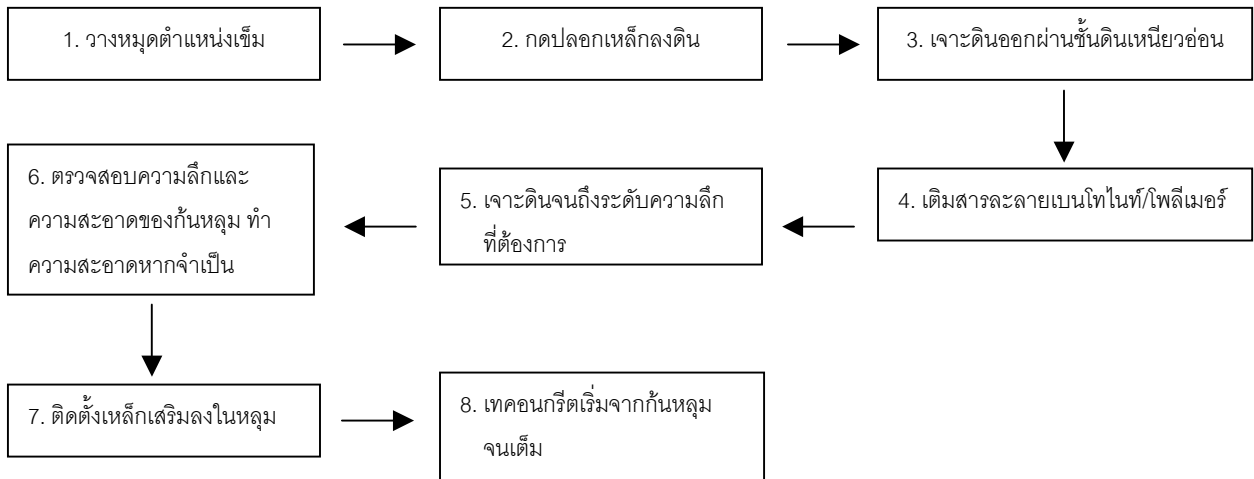 1. วางหมุดตำแหน่งเข็ม
2. กดปลอกเหล็กลงดิน
3. เจาะดินออกผ่านชั้นดินเหนียวอ่อน
4. เติมสารละลายเบนโทไนท์/โพลีเมอร์
5. เจาะดินจนถึงระดับความลึก
ที่ต้องการ
6. ตรวจสอบความลึกและ
ความสะอาดของก้นหลุม ทำ
ความสะอาดหากจำเป็น
7. ติดตั้งเหล็กเสริมลงในหลุม
8. เทคอนกรีตเริ่มจากก้นหลุม
จนเต็ม